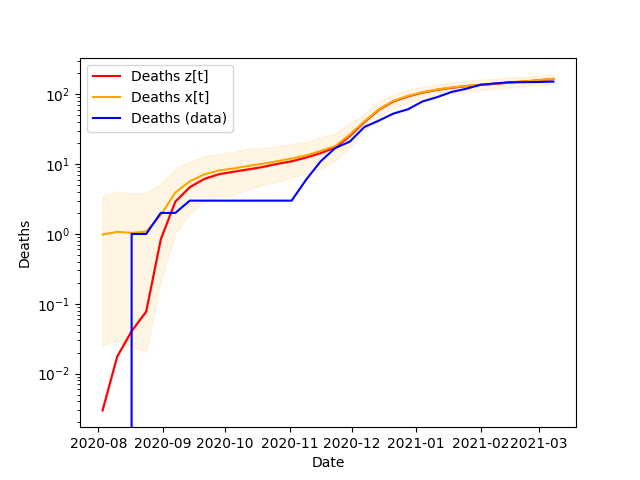 Deaths z[t]
Deaths x[t]
Deaths (data)
Deaths
10²
10¹
10⁰
10⁻¹
10⁻²
2020-08 2020-09 2020-10 2020-11 2020-12 2021-01 2021-02 2021-03
Date